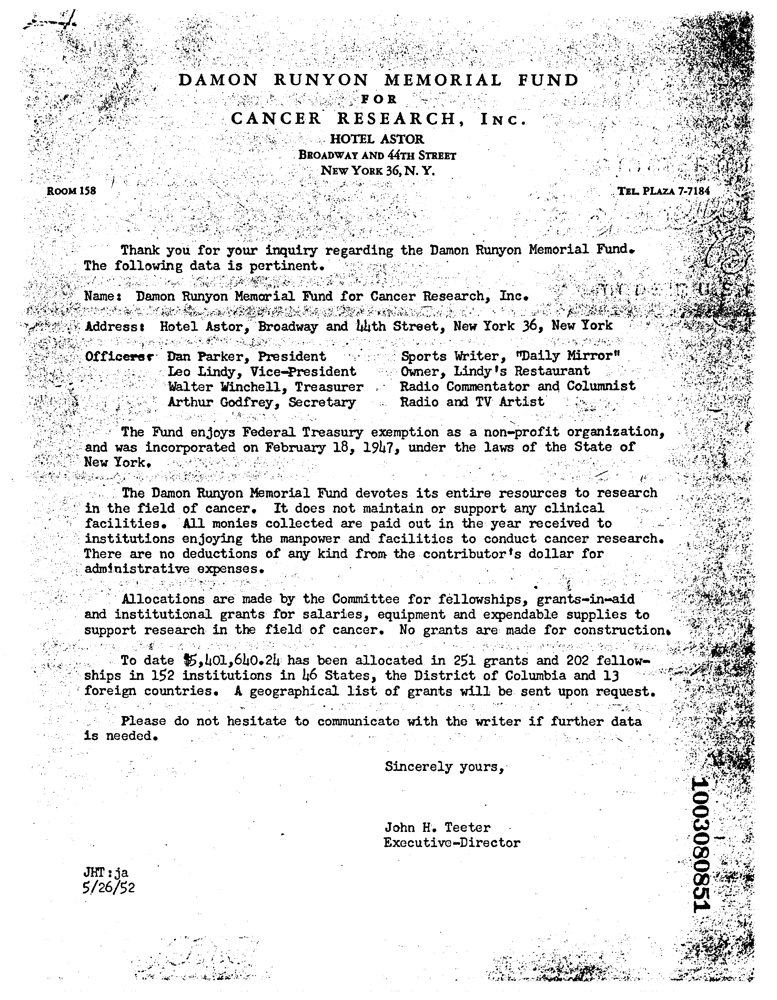 DAMON RUNYON MEMORIAL FUND
FOR
CANCER RESEARCH, INC.
HOTEL ASTOR
BROADWAY AND 44TH STREET
NEW YORK 36, N. Y.
ROOM 158
TEL. PLAZA 7-7184
Thank you for your inquiry regarding the Damon Runyon Memorial Fund.
The following data is pertinent.
Name: Damon Runyon Memorial Fund for Cancer Research, Inc.
Address: Hotel Astor, Broadway and 44th Street, New York 36, New York
Officers: Dan Parker, President Sports Writer, "Daily Mirror"
Leo Lindy, Vice-President Owner, Lindy's Restaurant
Walter Winchell, Treasurer Radio Commentator and Columnist
Arthur Godfrey, Secretary Radio and TV Artist
The Fund enjoys Federal Treasury exemption as a non-profit organization,
and was incorporated on February 18, 1947, under the laws of the State of
New York.
The Damon Runyon Memorial Fund devotes its entire resources to research
in the field of cancer. It does not maintain or support any clinical
facilities. All monies collected are paid out in the year received to
institutions enjoying the manpower and facilities to conduct cancer research.
There are no deductions of any kind from the contributor's dollar for
administrative expenses.
Allocations are made by the Committee for fellowships, grants-in-aid
and institutional grants for salaries, equipment and expendable supplies to
support research in the field of cancer. No grants are made for construction.
To date $5,401,640.24 has been allocated in 251 grants and 202 fellow-
ships in 152 institutions in 46 States, the District of Columbia and 13
foreign countries. A geographical list of grants will be sent upon request.
Please do not hesitate to communicate with the writer if further data
is needed.
Sincerely yours,
John H. Teeter
Executive-Director
JHT:ja
5/26/52
1003080851